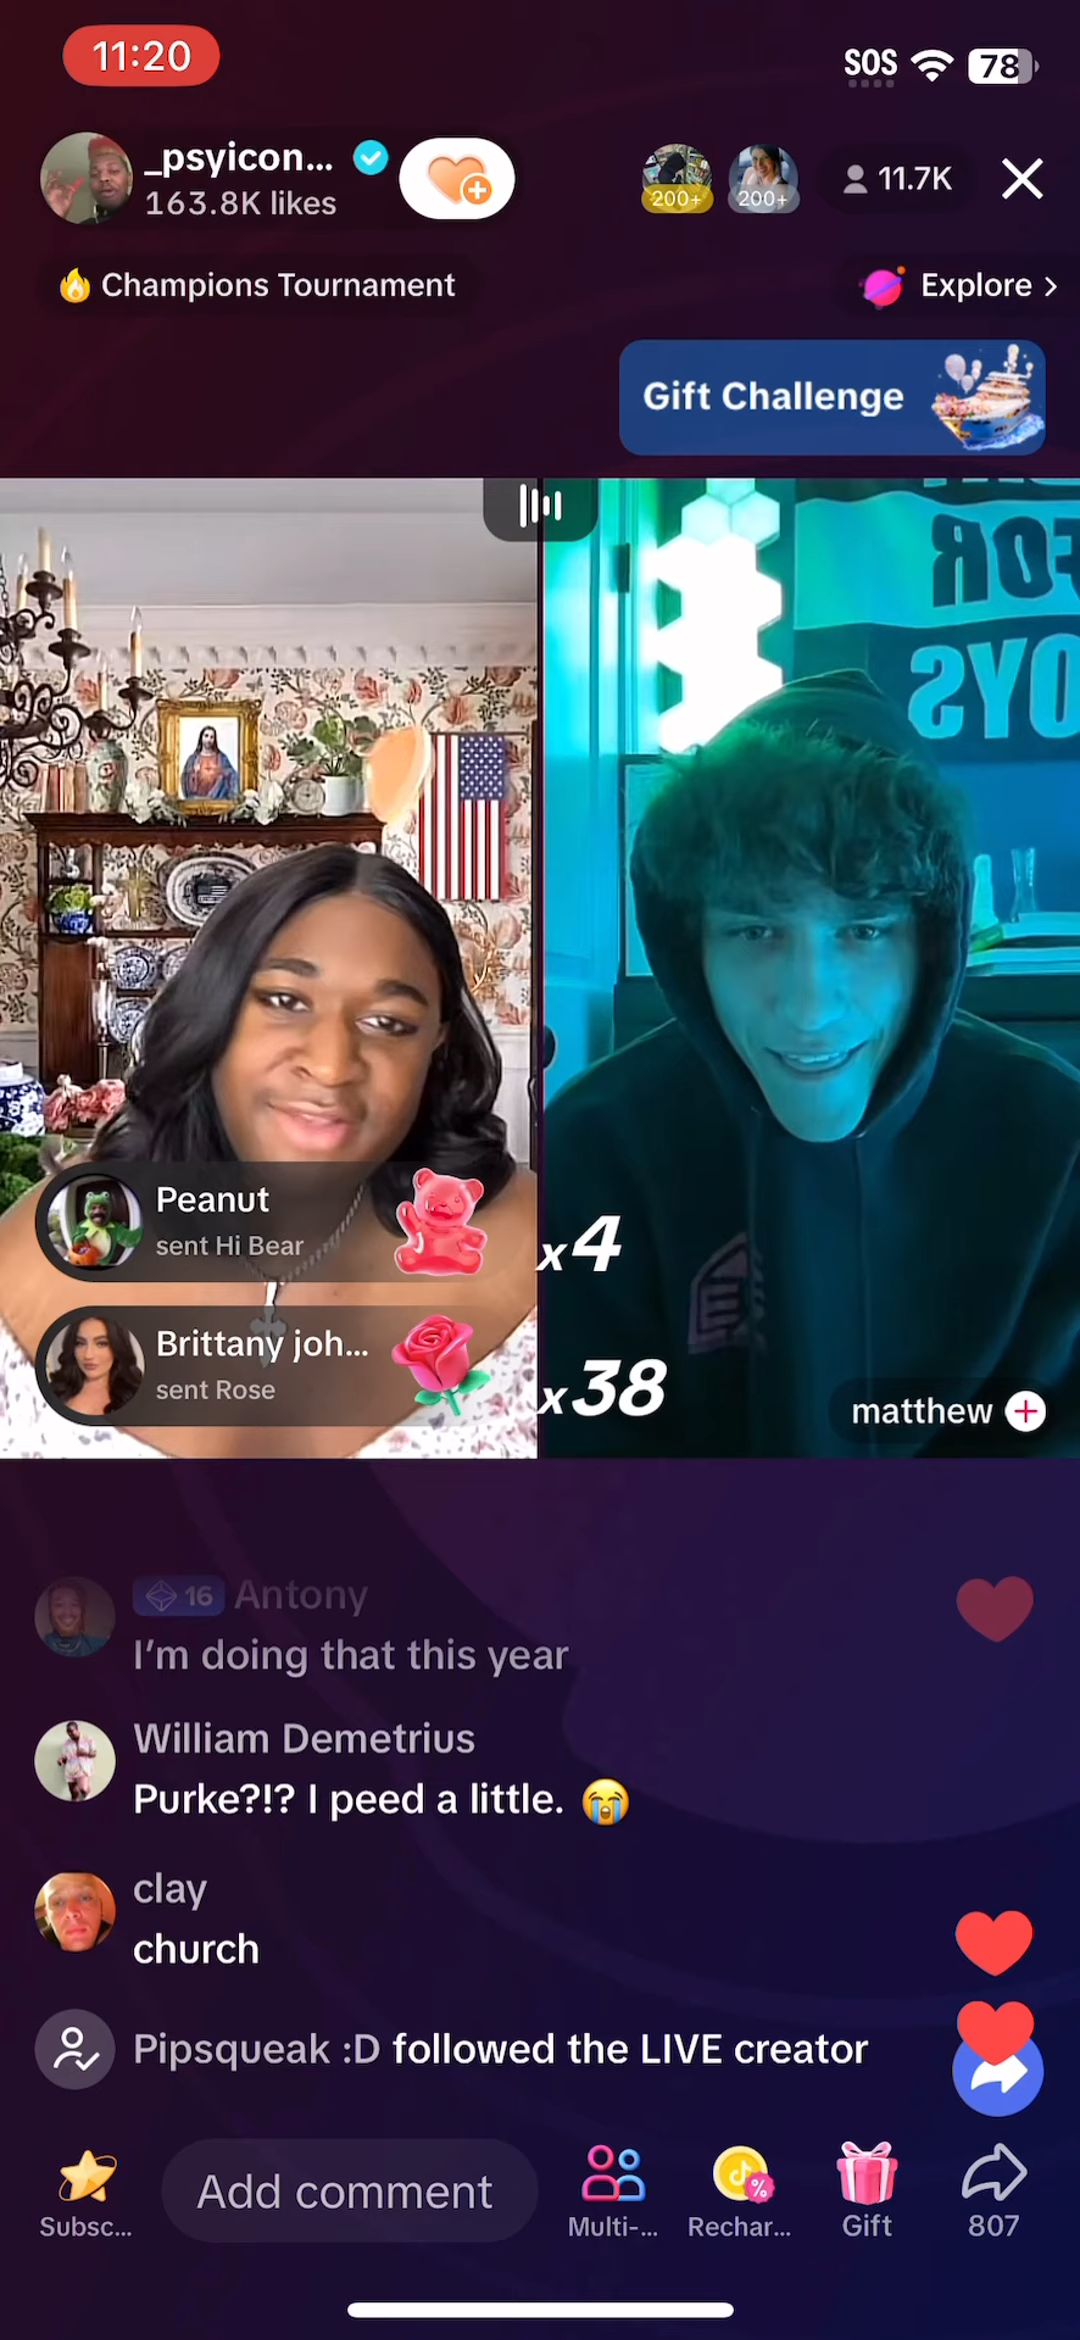 11:20
SOS
78
_psyicon...
163.8K likes
200+
200+
11.7K
Champions Tournament
Explore >
Gift Challenge
FOR
Peanut
sent Hi Bear
x4
Brittany joh...
sent Rose
x38
matthew
16 Antony
I'm doing that this year
William Demetrius
Purke?!? I peed a little. 😭
clay
church
Pipsqueak :D followed the LIVE creator
Subsc...
Add comment
Multi-...
Rechar...
Gift
807